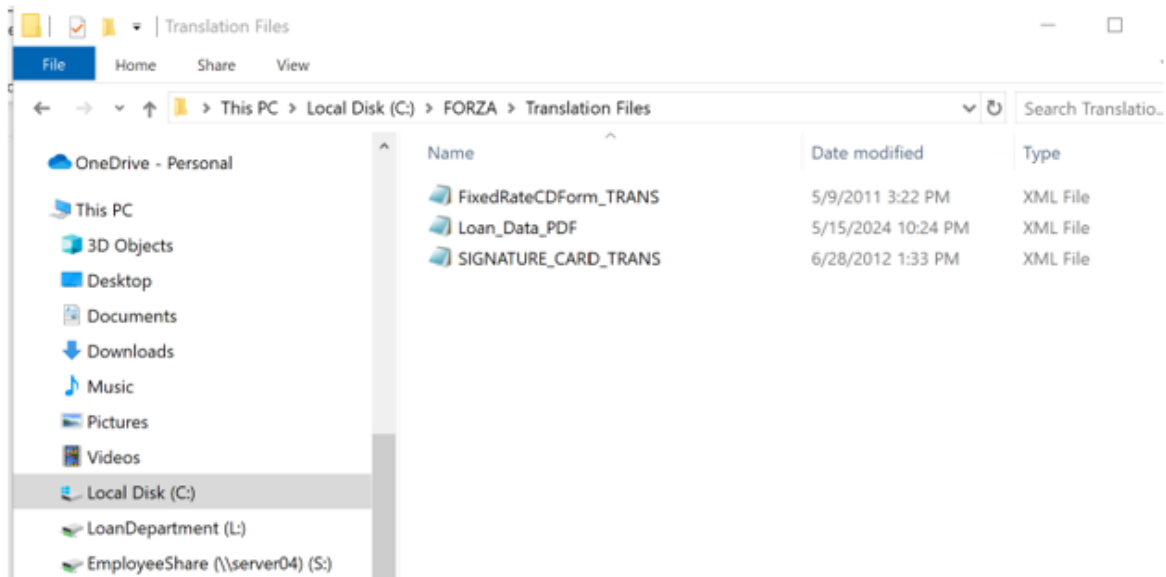 Translation Files
File Home Share View
This PC > Local Disk (C:) > FORZA > Translation Files
Search Translatio...
Name Date modified Type
OneDrive - Personal
This PC
3D Objects
Desktop
Documents
Downloads
Music
Pictures
Videos
Local Disk (C:)
LoanDepartment (L:)
EmployeeShare (\\server04) (S:)
FixedRateCDForm_TRANS 5/9/2011 3:22 PM XML File
Loan_Data_PDF 5/15/2024 10:24 PM XML File
SIGNATURE_CARD_TRANS 6/28/2012 1:33 PM XML File